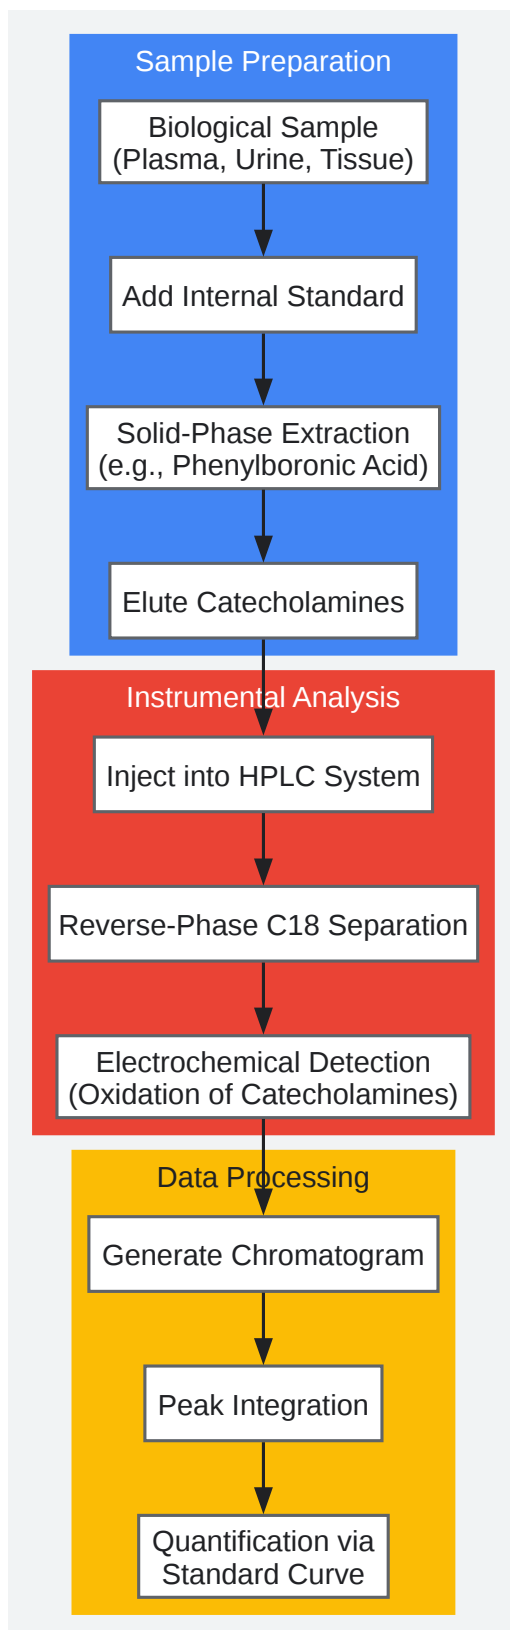 Sample Preparation
Biological Sample
(Plasma, Urine, Tissue)
Add Internal Standard
Solid-Phase Extraction
(e.g., Phenylboronic Acid)
Elute Catecholamines
Instrumental Analysis
Inject into HPLC System
Reverse-Phase C18 Separation
Electrochemical Detection
(Oxidation of Catecholamines)
Data Processing
Generate Chromatogram
Peak Integration
Quantification via
Standard Curve